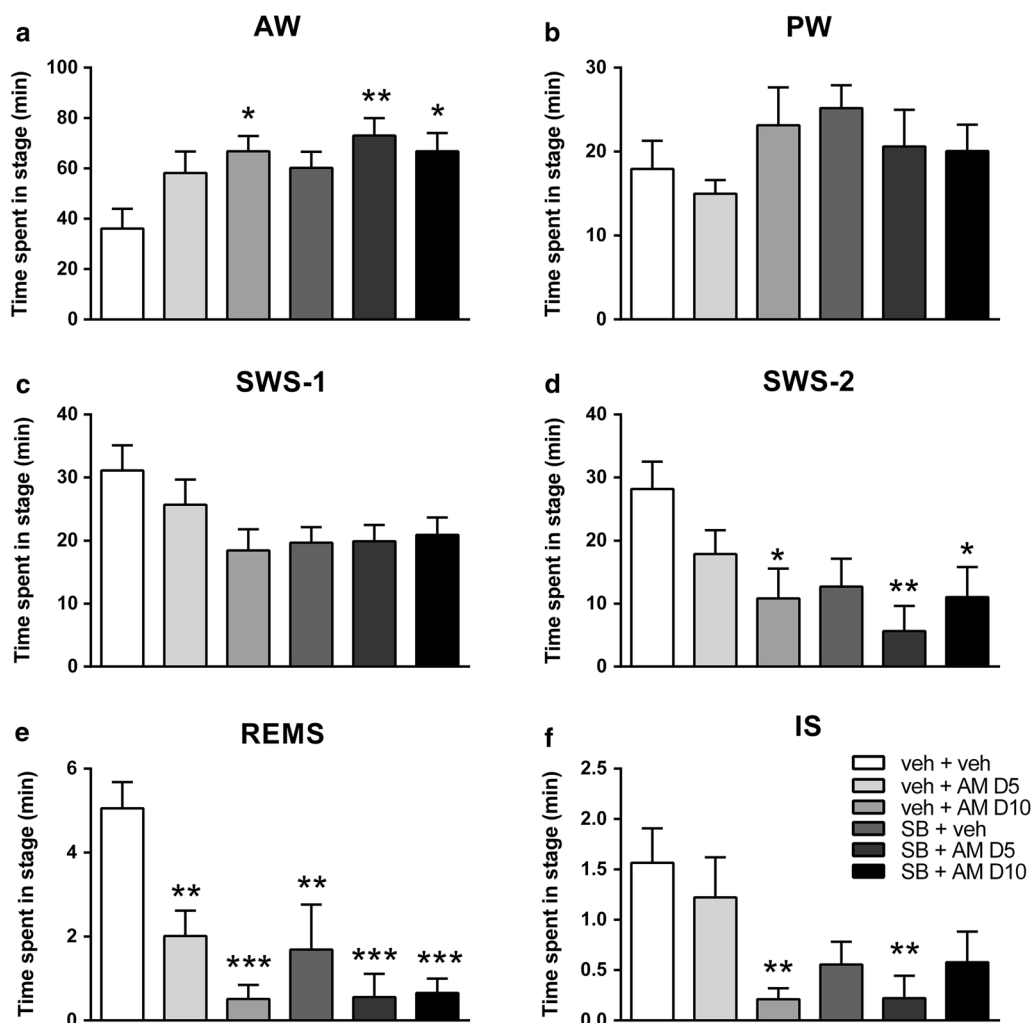 a
AW
Time spent in stage (min)
100
80
60
40
20
0
*
**
*
b
PW
Time spent in stage (min)
30
20
10
0
c
SWS-1
Time spent in stage (min)
40
30
20
10
0
d
SWS-2
Time spent in stage (min)
40
30
20
10
0
*
**
*
e
REMS
Time spent in stage (min)
6
4
2
0
**
***
**
***
***
f
IS
Time spent in stage (min)
2.5
2.0
1.5
1.0
0.5
0.0
**
**
veh + veh
veh + AM D5
veh + AM D10
SB + veh
SB + AM D5
SB + AM D10